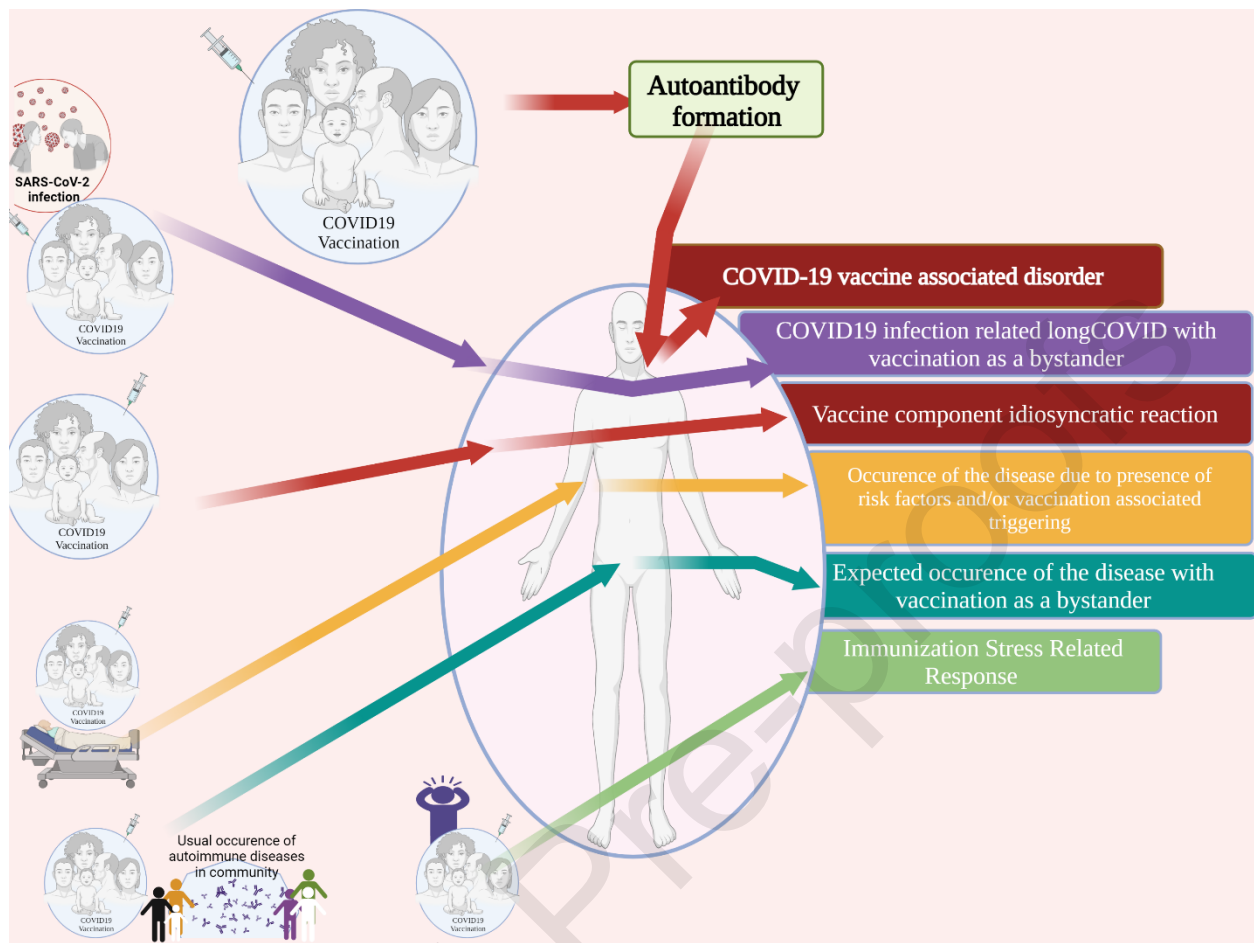 Autoantibody
formation
SARS-CoV-2
infection
COVID19
Vaccination
COVID19
Vaccination
COVID-19 vaccine associated disorder
COVID19 infection related longCOVID with
vaccination as a bystander
Vaccine component idiosyncratic reaction
COVID19
Vaccination
Occurence of the disease due to presence of
risk factors and/or vaccination associated
triggering
Expected occurence of the disease with
vaccination as a bystander
Immunization Stress Related
Response
COVID19
Vaccination
Usual occurence of
autoimmune diseases
in community
COVID19
Vaccination
COVID19
Vaccination
Pre-proofs